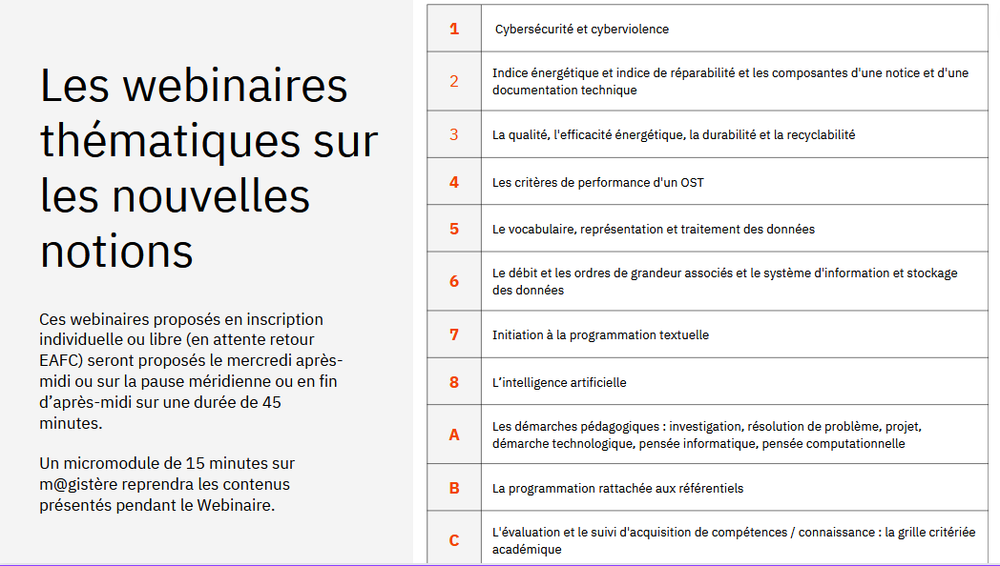 Les webinaires
thématiques sur
les nouvelles
notions
Ces webinaires proposés en inscription
individuelle ou libre (en attente retour
EAFC) seront proposés le mercredi après-
midi ou sur la pause méridienne ou en fin
d’après-midi sur une durée de 45
minutes.
Un micromodule de 15 minutes sur
m@gistère reprendra les contenus
présentés pendant le Webinaire.
1 Cybersécurité et cyberviolence
2 Indice énergétique et indice de réparabilité et les composantes d'une notice et d'une
documentation technique
3 La qualité, l'efficacité énergétique, la durabilité et la recyclabilité
4 Les critères de performance d'un OST
5 Le vocabulaire, représentation et traitement des données
6 Le débit et les ordres de grandeur associés et le système d'information et stockage
des données
7 Initiation à la programmation textuelle
8 L’intelligence artificielle
A Les démarches pédagogiques : investigation, résolution de problème, projet,
démarche technologique, pensée informatique, pensée computationnelle
B La programmation rattachée aux référentiels
C L'évaluation et le suivi d'acquisition de compétences / connaissance : la grille critériée
académique